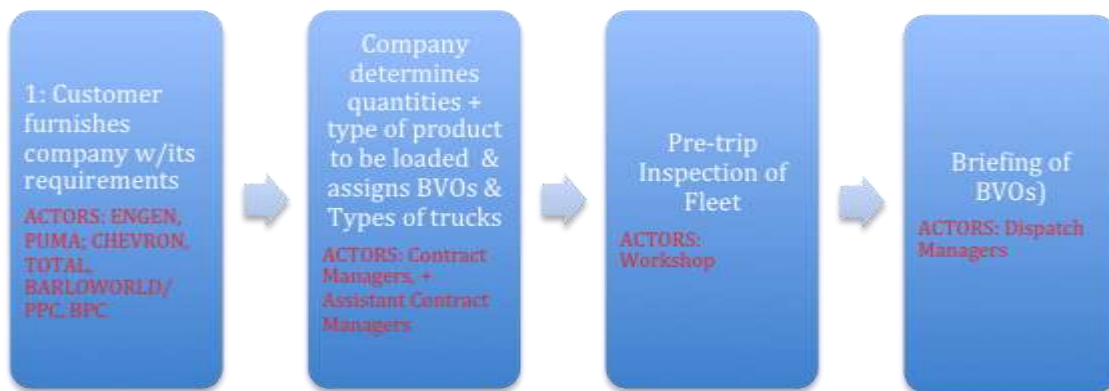 1: Customer
furnishes
company w/its
requirements
ACTORS: ENGEN,
PUMA; CHEVRON,
TOTAL,
BARLOWORLD/
PPC, BPC
Company
determines
quantities +
type of product
to be loaded &
assigns BVOs &
Types of trucks
ACTORS: Contract
Managers, +
Assistant Contract
Managers
Pre-trip
Inspection of
Fleet
ACTORS:
Workshop
Briefing of
BVOs)
ACTORS: Dispatch
Managers